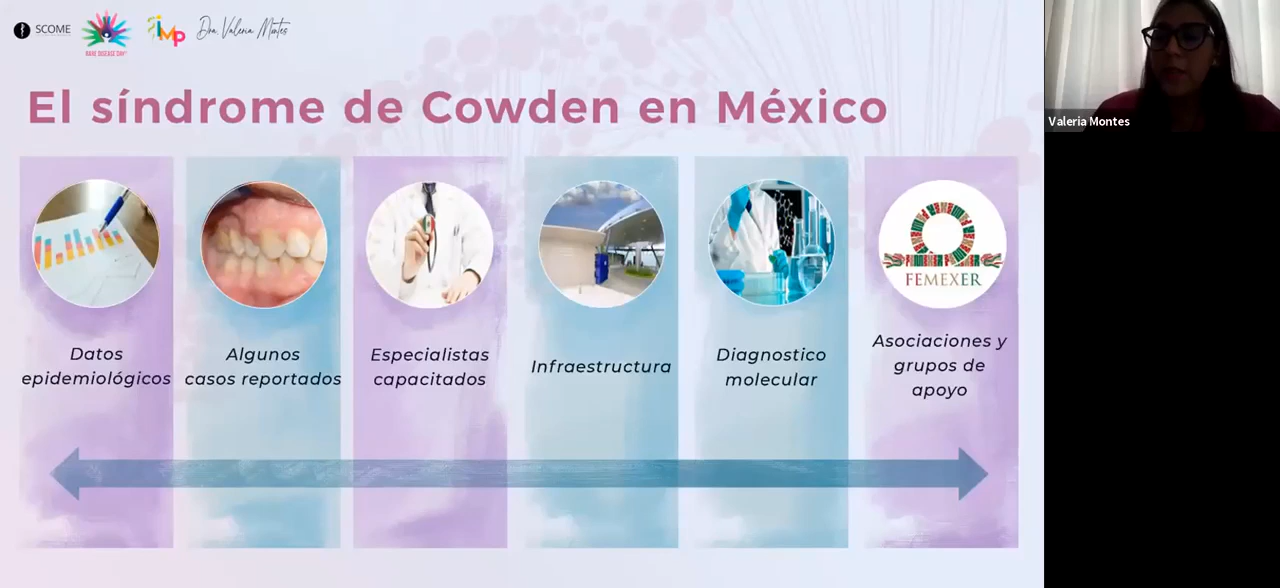 SCOME
RARE DISEASE DAY
iMp
Dra. Valeria Montes
El síndrome de Cowden en México
Valeria Montes
FEMEXER
Datos
epidemiológicos
Algunos
casos reportados
Especialistas
capacitados
Infraestructura
Diagnostico
molecular
Asociaciones y
grupos de
apoyo